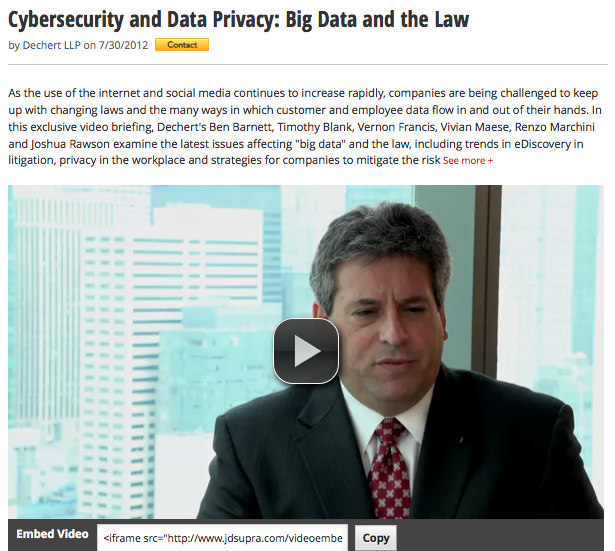 Cybersecurity and Data Privacy: Big Data and the Law
by Dechert LLP on 7/30/2012 Contact
As the use of the internet and social media continues to increase rapidly, companies are being challenged to keep
up with changing laws and the many ways in which customer and employee data flow in and out of their hands. In
this exclusive video briefing, Dechert's Ben Barnett, Timothy Blank, Vernon Francis, Vivian Maese, Renzo Marchini
and Joshua Rawson examine the latest issues affecting "big data" and the law, including trends in eDiscovery in
litigation, privacy in the workplace and strategies for companies to mitigate the risk See more +
Embed Video <iframe src="http://www.jdsupra.com/videoembe Copy